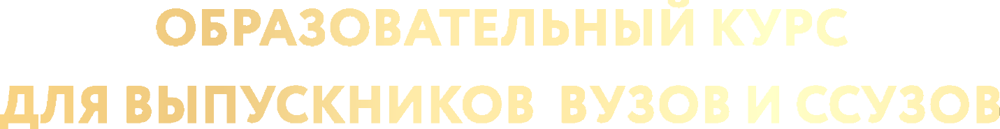 ОБРАЗОВАТЕЛЬНЫЙ КУРС
ДЛЯ ВЫПУСКНИКОВ ВУЗОВ И ССУЗОВ